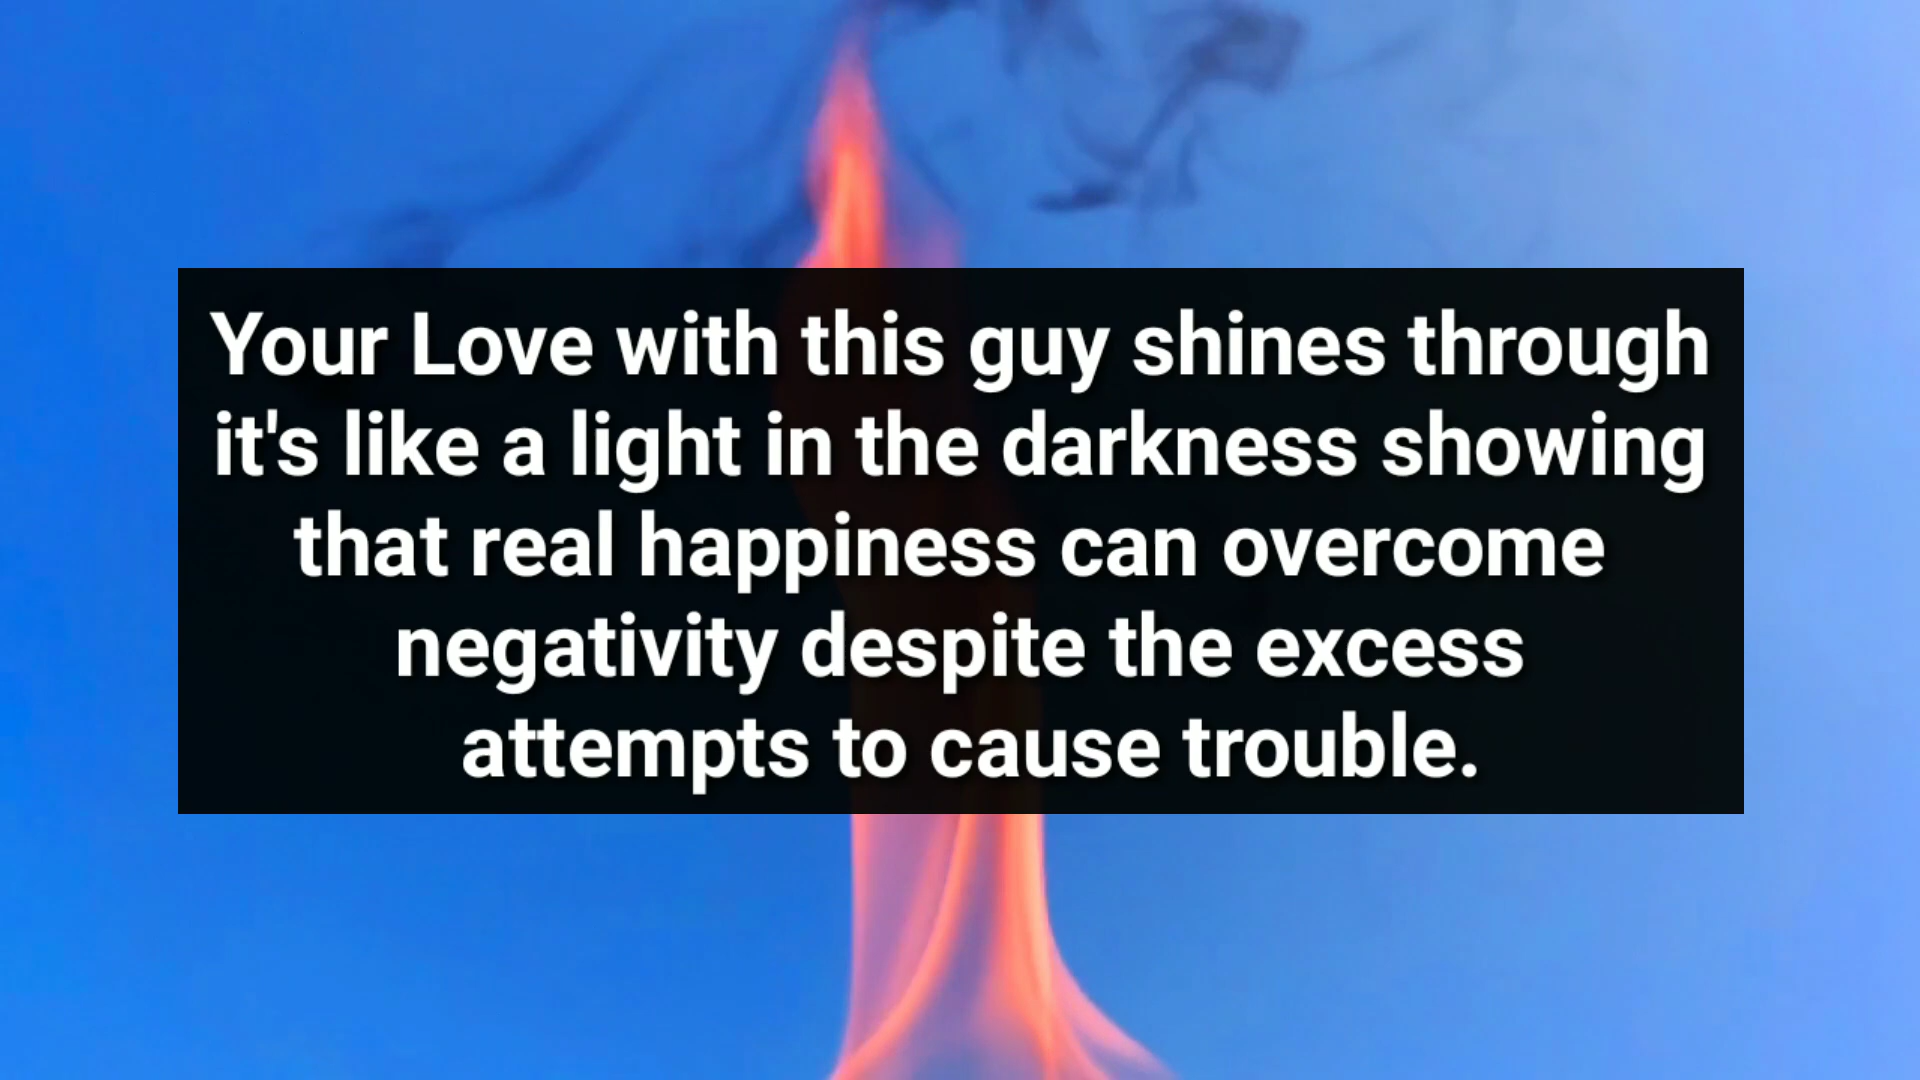 Your Love with this guy shines through
it's like a light in the darkness showing
that real happiness can overcome
negativity despite the excess
attempts to cause trouble.